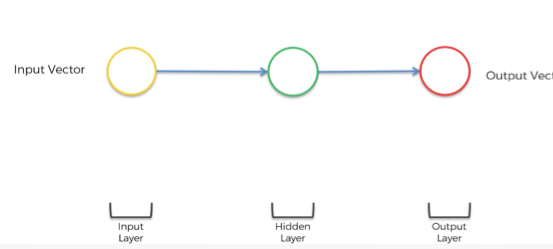 Input Vector
Output Vect
Input
Layer
Hidden
Layer
Output
Layer